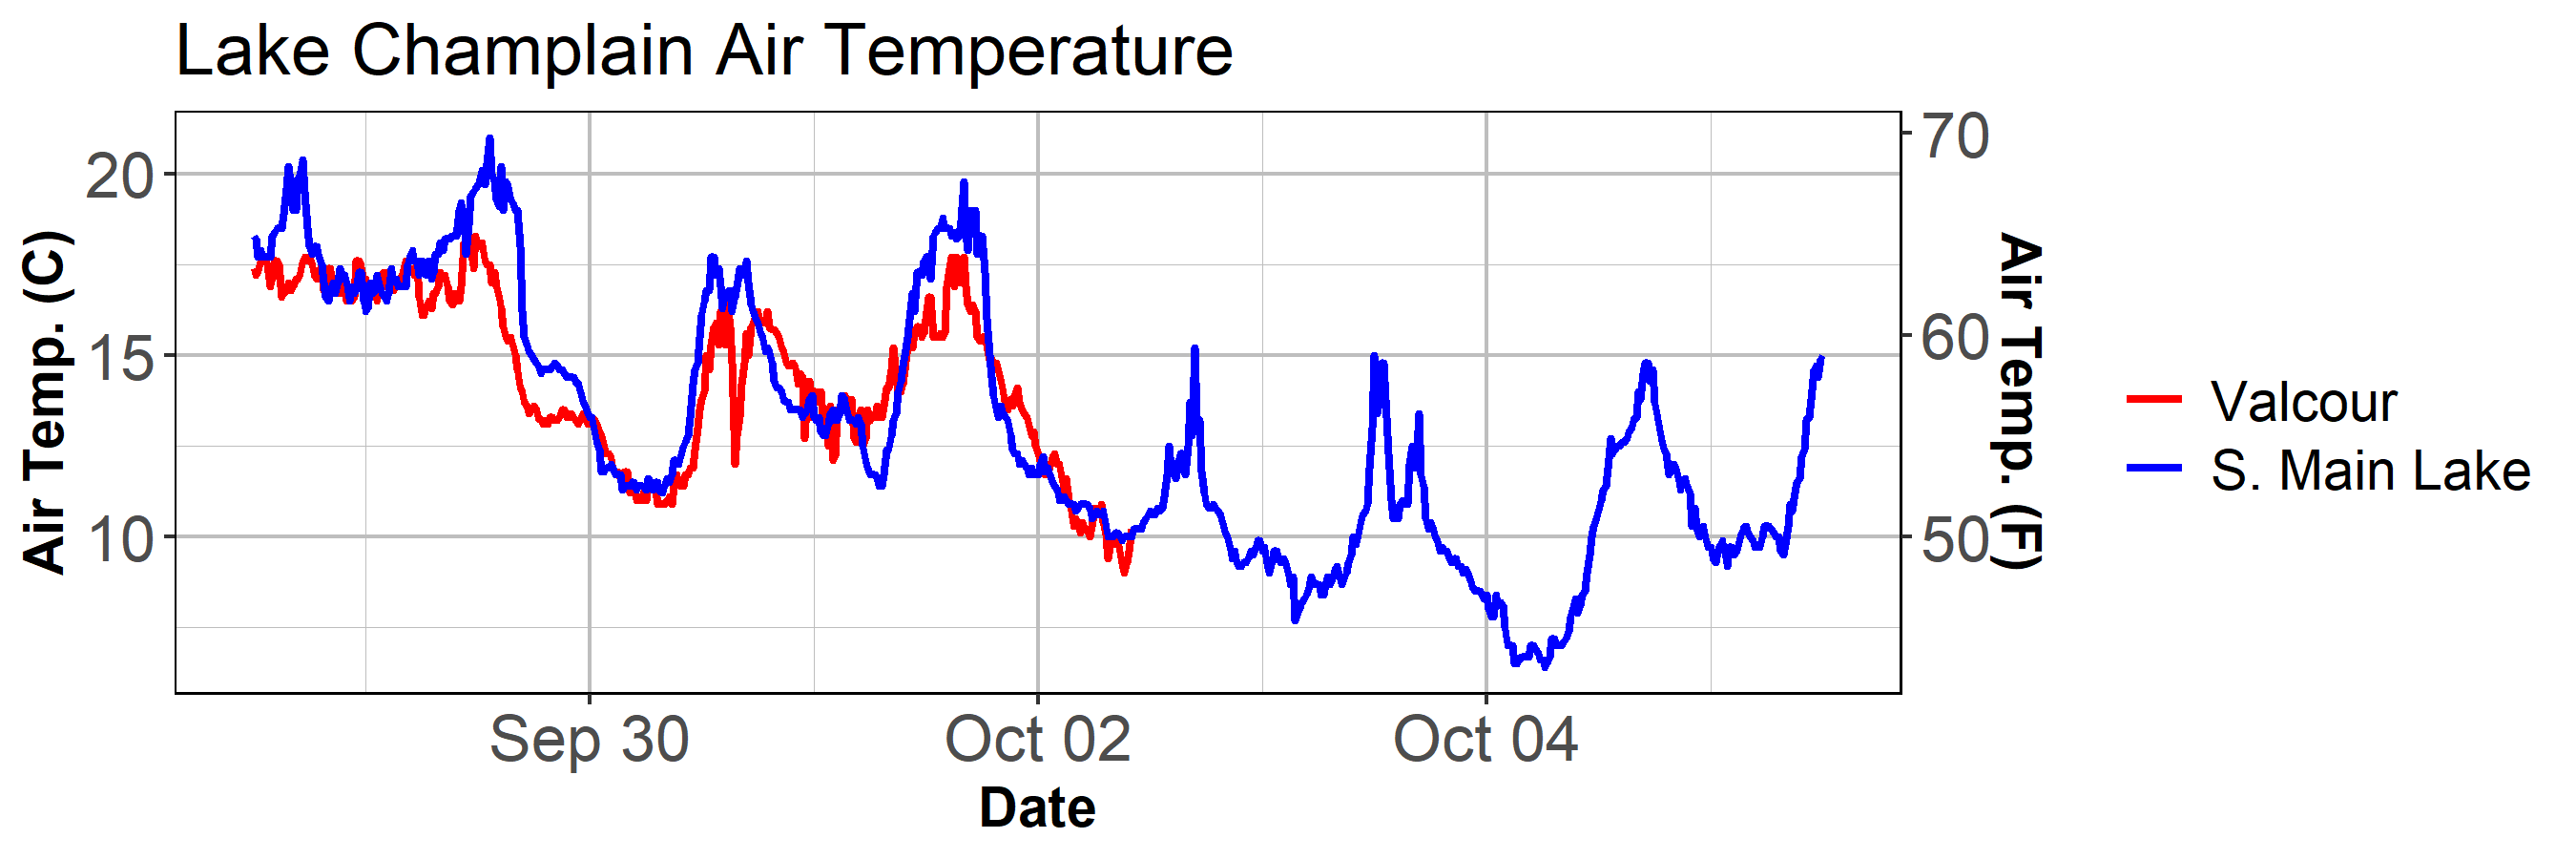 Lake Champlain Air Temperature
Air Temp. (C)
20
15
10
70
60
50
Air Temp. (F)
Sep 30
Oct 02
Oct 04
Date
Valcour
S. Main Lake